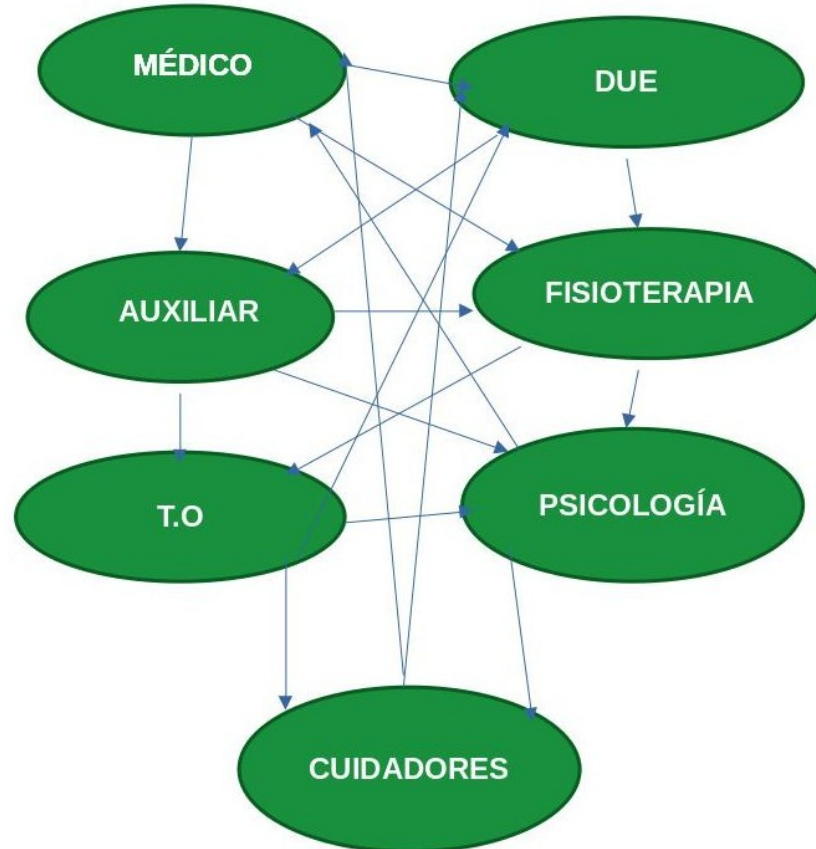 MÉDICO
DUE
AUXILIAR
FISIOTERAPIA
T.O
PSICOLOGÍA
CUIDADORES